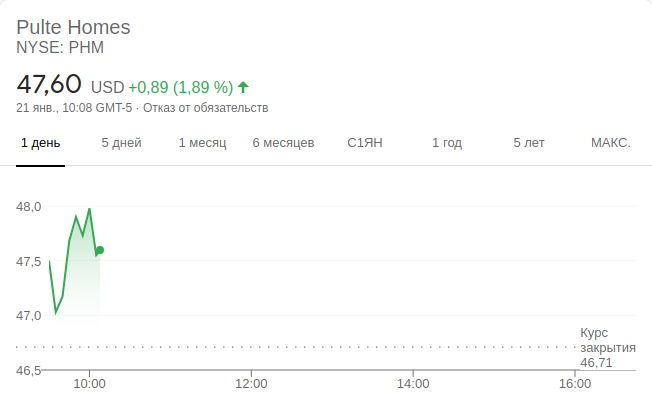 Pulte Homes
NYSE: PHM
47,60 USD +0,89 (1,89 %)
21 янв., 10:08 GMT-5 · Отказ от обязательств
1 день 5 дней 1 месяц 6 месяцев С1ЯН 1 год 5 лет МАКС.
48,0
47,5
47,0
Курс
закрытия
46,71
46,5
10:00 12:00 14:00 16:00